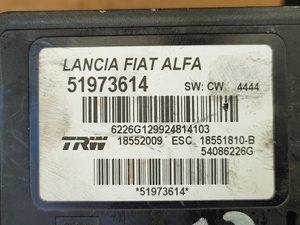 LANCIA FIAT ALFA
51973614 SW: CW 4444
6226G129924814103
TRW 18552009 ESC 18551810-B
54086226G
*51973614*